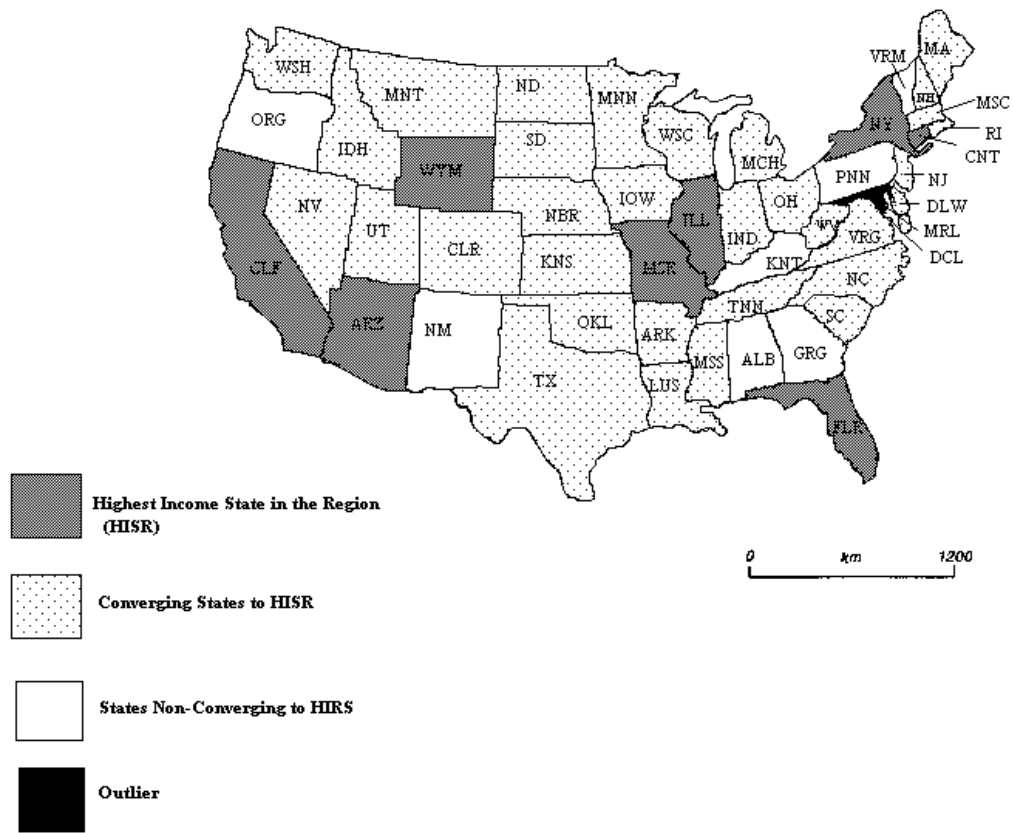 MA
VRM
WSH
ND
MNT
MNN
NH
MSC
ORG
NY
RI
SD
WSC
IDH
CNT
MCH
WYM
PNN
NJ
IOW
NV
NBR
OH
DLW
ILL
UT
WV
MRL
CLR
IND
VRG
KNS
KNT
DCL
CLF
MSR
NC
TNN
ARZ
NM
OKL
ARK
SC
GRG
MSS
ALB
TX
LUS
FLR
Highest Income State in the Region
(HISR)
0 km 1200
Converging States to HISR
States Non-Converging to HIRS
Outlier